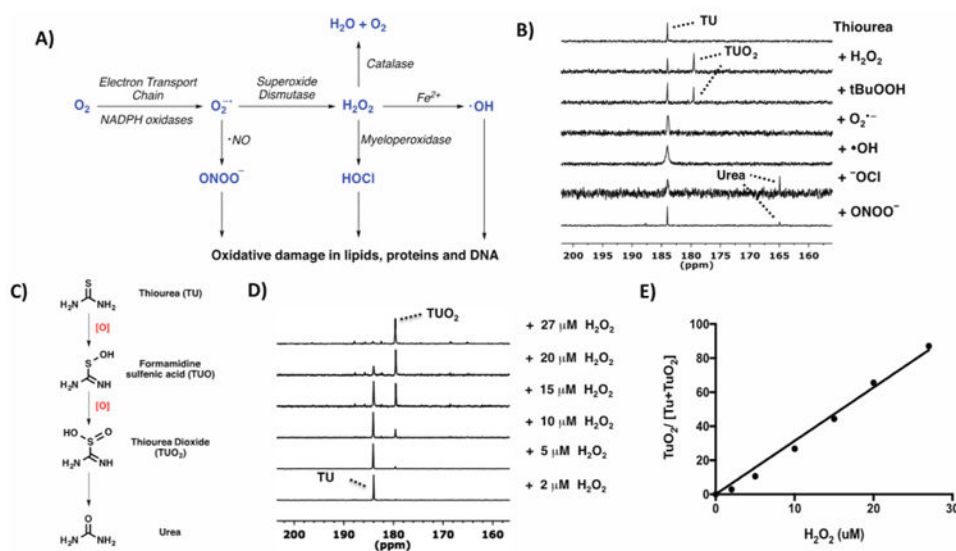 A)
H₂O + O₂
Catalase
Electron Transport
Chain
Superoxide
Dismutase
O₂
O₂⁻•
H₂O₂
Fe²⁺
·OH
NADPH oxidases
·NO
Myeloperoxidase
ONOO⁻
HOCl
Oxidative damage in lipids, proteins and DNA
B)
TU
Thiourea
TUO₂
+ H₂O₂
+ tBuOOH
+ O₂•⁻
+ •OH
Urea
+ ⁻OCl
+ ONOO⁻
202 200 195 190 185 180 175 170 165 160
(ppm)
C)
S
H₂N NH₂
Thiourea (TU)
[O]
S OH
H₂N NH
Formamidine
sulfenic acid (TUO)
[O]
HO S O
H₂N NH
Thiourea Dioxide
(TUO₂)
O
H₂N NH₂
Urea
D)
TUO₂
+ 27 μM H₂O₂
+ 20 μM H₂O₂
+ 15 μM H₂O₂
+ 10 μM H₂O₂
+ 5 μM H₂O₂
TU
+ 2 μM H₂O₂
200 190 180 170 160
(ppm)
E)
TuO₂/ [Tu+TuO₂]
100
80
60
40
20
0
0 10 20 30
H₂O₂ (uM)